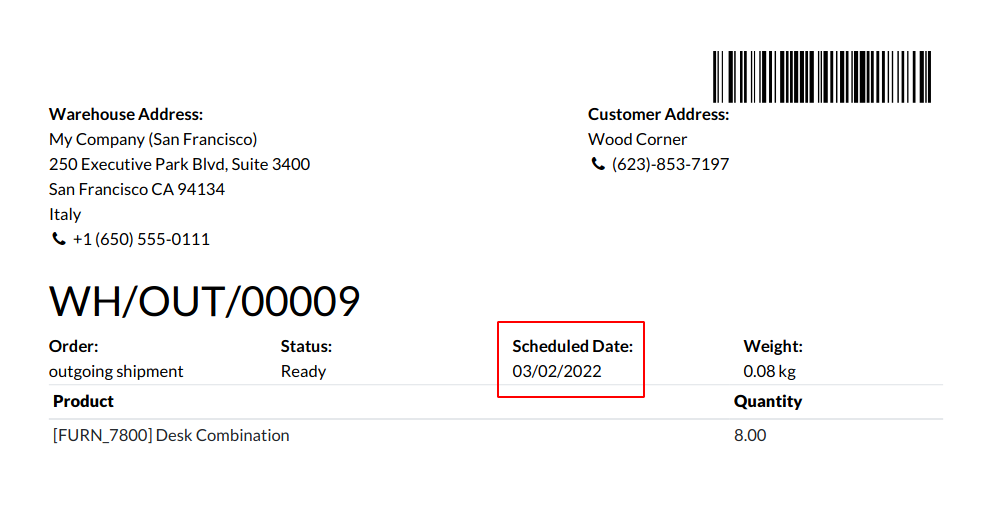 Warehouse Address:
My Company (San Francisco)
250 Executive Park Blvd, Suite 3400
San Francisco CA 94134
Italy
+1 (650) 555-0111
Customer Address:
Wood Corner
(623)-853-7197
WH/OUT/00009
Order: Status: Scheduled Date: Weight:
outgoing shipment Ready 03/02/2022 0.08 kg
Product Quantity
[FURN_7800] Desk Combination 8.00